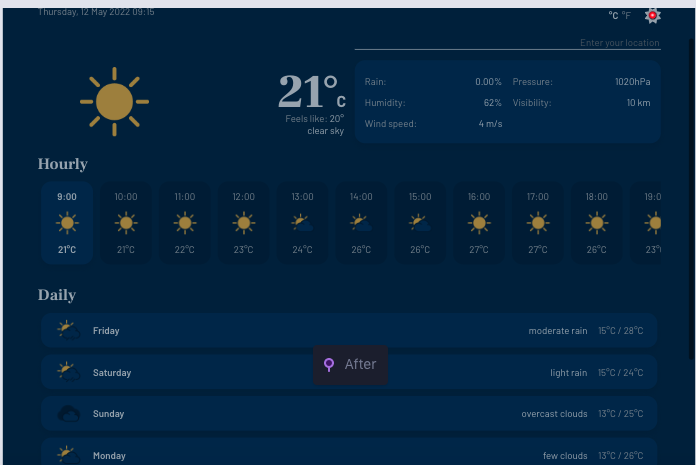 Thursday, 12 May 2022 09:15
°C °F
Enter your location
21°C
Feels like: 20°
clear sky
Rain: 0.00% Pressure: 1020hPa
Humidity: 62% Visibility: 10 km
Wind speed: 4 m/s
Hourly
9:00 10:00 11:00 12:00 13:00 14:00 15:00 16:00 17:00 18:00 19:0
21°C 21°C 22°C 23°C 24°C 26°C 26°C 27°C 27°C 26°C 23°
Daily
Friday moderate rain 15°C / 28°C
After
Saturday light rain 15°C / 24°C
Sunday overcast clouds 13°C / 25°C
Monday few clouds 13°C / 26°C